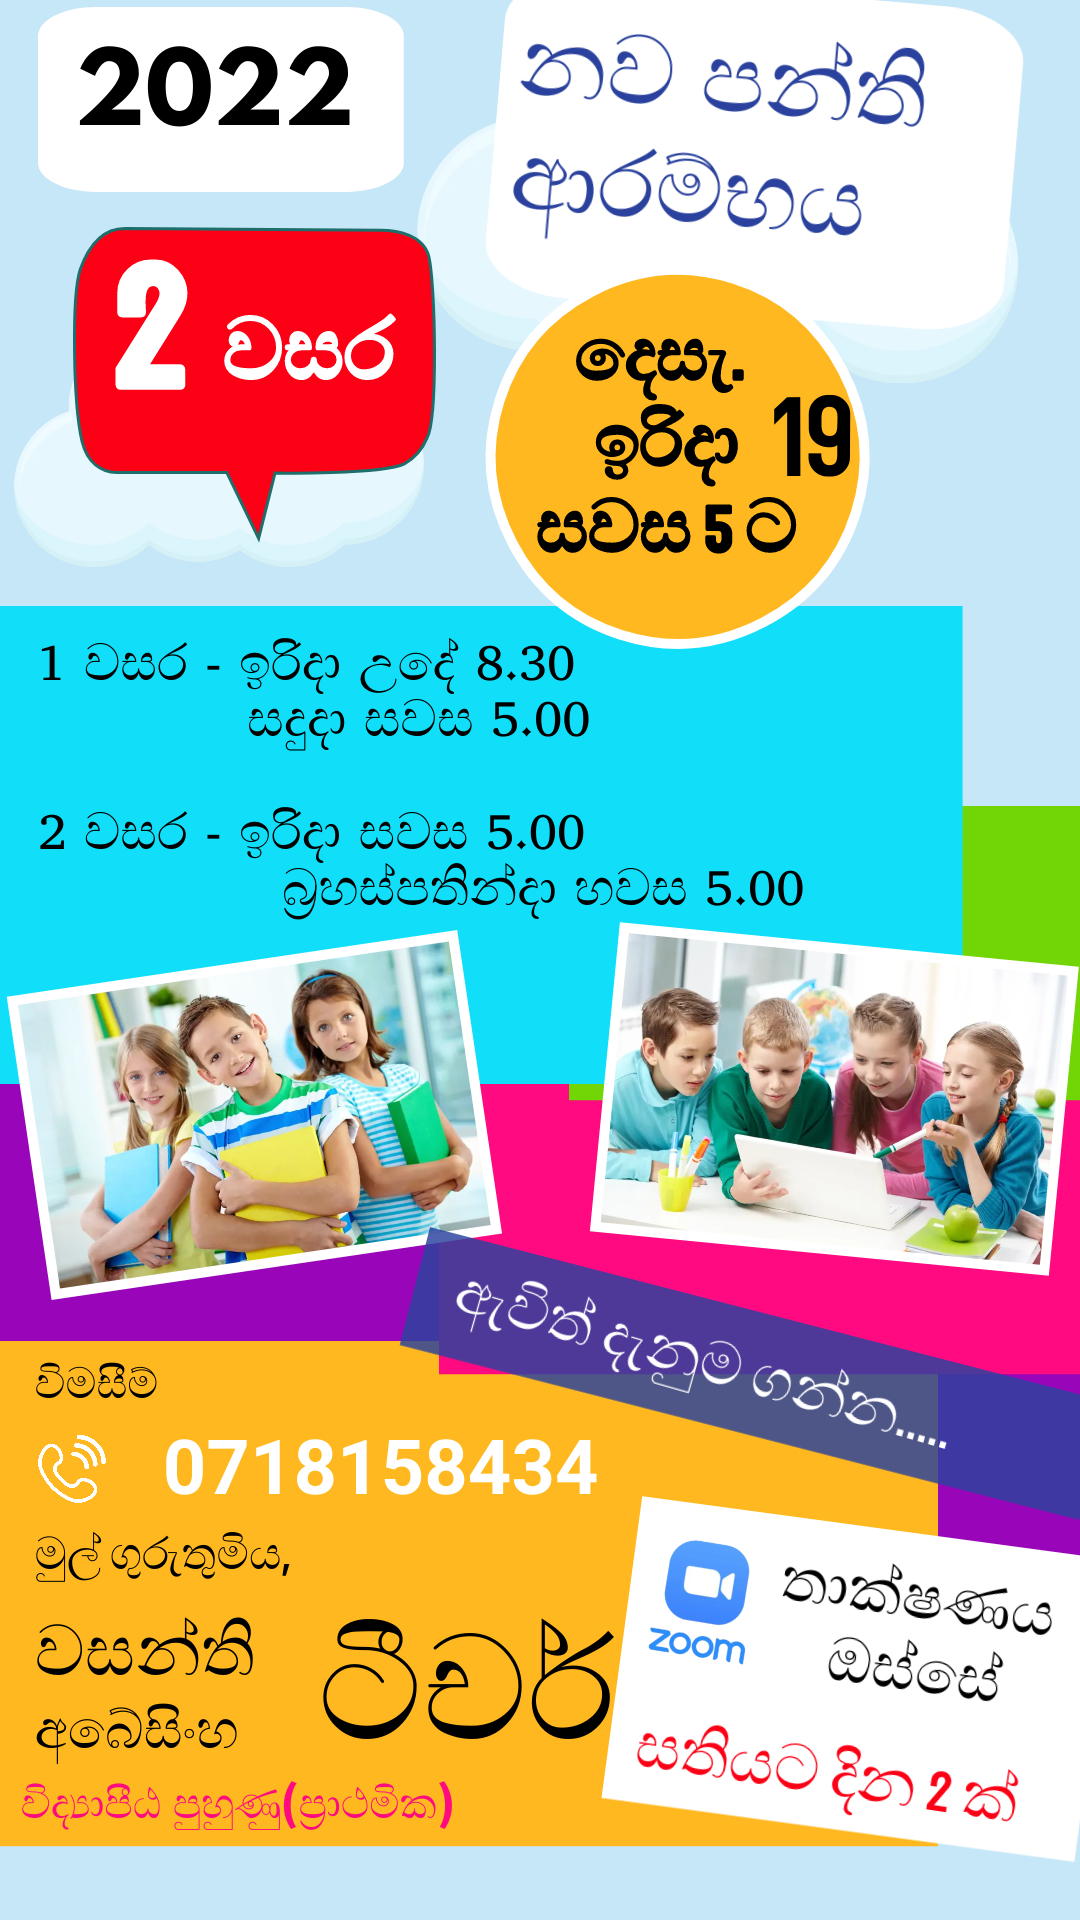 2022
නව පන්ති
ආරම්භය
2 වසර
දෙසැ.
ඉරිදා 19
සවස 5 ට
1 වසර - ඉරිදා උදේ 8.30
සදුදා සවස 5.00
2 වසර - ඉරිදා සවස 5.00
බ්‍රහස්පතින්දා හවස 5.00
ඇවිත් දැනුම ගන්න.....
විමසීම්
0718158434
මුල් ගුරුතුමිය,
වසන්ති
අබේසිංහ
ටීචර්
විද්‍යාපීඨ පුහුණු(ප්‍රාථමික)
zoom
තාක්ෂණය
ඔස්සේ
සතියට දින 2 ක්